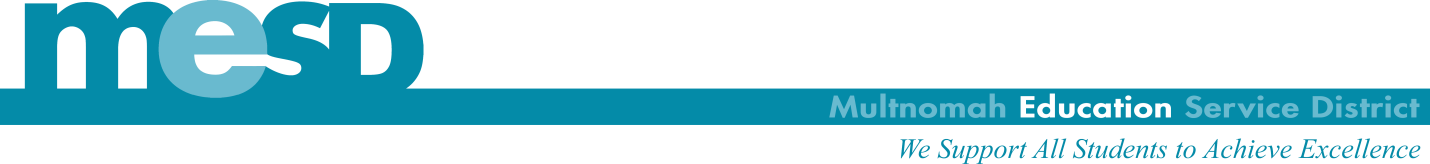 mesD
Multnomah Education Service District
We Support All Students to Achieve Excellence